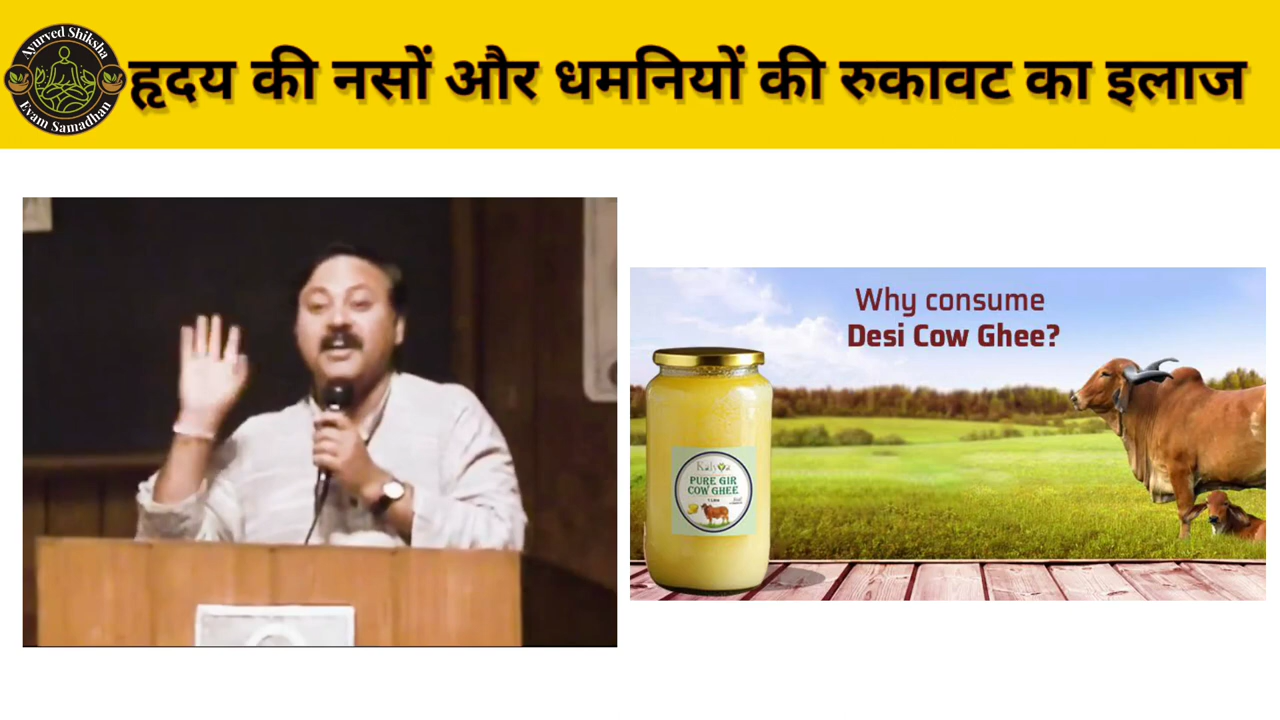 Ayurved Shiksha
Evam Samadhan
हृदय की नसों और धमनियों की रुकावट का इलाज
Why consume
Desi Cow Ghee?
PURE GIR
COW GHEE